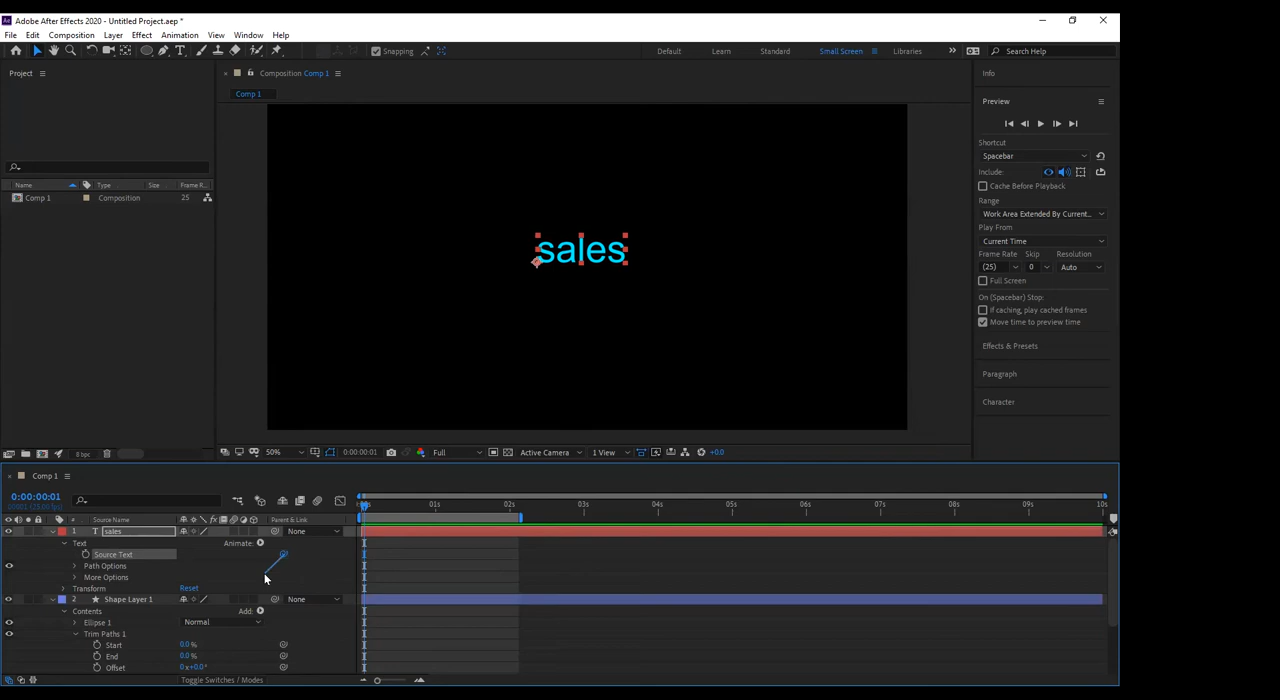 Adobe After Effects 2020 - Untitled Project.aep *
File Edit Composition Layer Effect Animation View Window Help
Snapping
Default Learn Standard Small Screen Libraries Search Help
Project
Composition Comp 1
Comp 1
Info
Preview
Shortcut
Spacebar
Include:
Cache Before Playback
Range
Work Area Extended By Current...
Play From
Current Time
Frame Rate Skip Resolution
(25) 0 Auto
Full Screen
On (Spacebar) Stop:
If caching, play cached frames
Move time to preview time
Effects & Presets
Paragraph
Character
Name Type Size Frame R...
Comp 1 Composition 25
sales
8 bpc
50% 0:00:00:01 Full Active Camera 1 View +0.0
Comp 1
0:00:00:01
00001 (25.00 fps)
01s 02s 03s 04s 05s 06s 07s 08s 09s 10s
# Source Name Parent & Link
1 T sales None
Text Animate:
Source Text
Path Options
More Options
Transform Reset
2 Shape Layer 1 None
Contents Add:
Ellipse 1 Normal
Trim Paths 1
Start 0.0 %
End 0.0 %
Offset 0x+0.0°
Toggle Switches / Modes